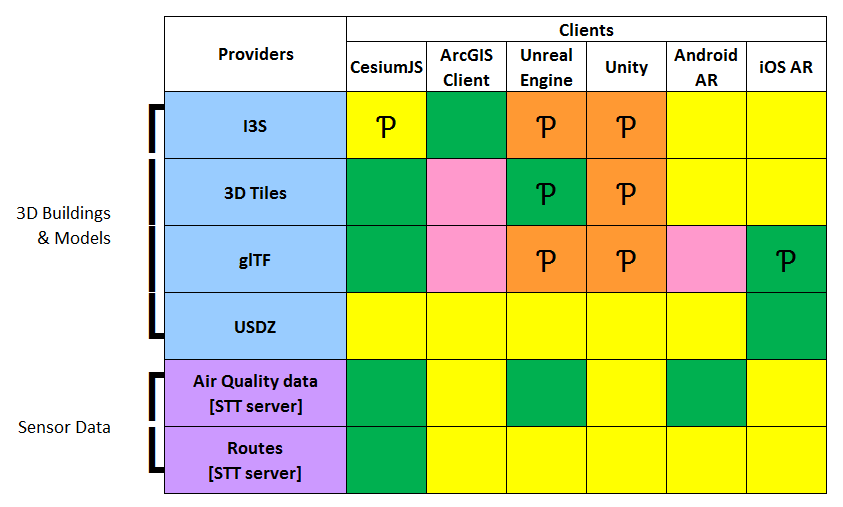 Clients
Providers
CesiumJS
ArcGIS
Client
Unreal
Engine
Unity
Android
AR
iOS AR
3D Buildings
& Models
I3S
Ƥ
Ƥ
Ƥ
3D Tiles
Ƥ
Ƥ
glTF
Ƥ
Ƥ
Ƥ
USDZ
Sensor Data
Air Quality data
[STT server]
Routes
[STT server]